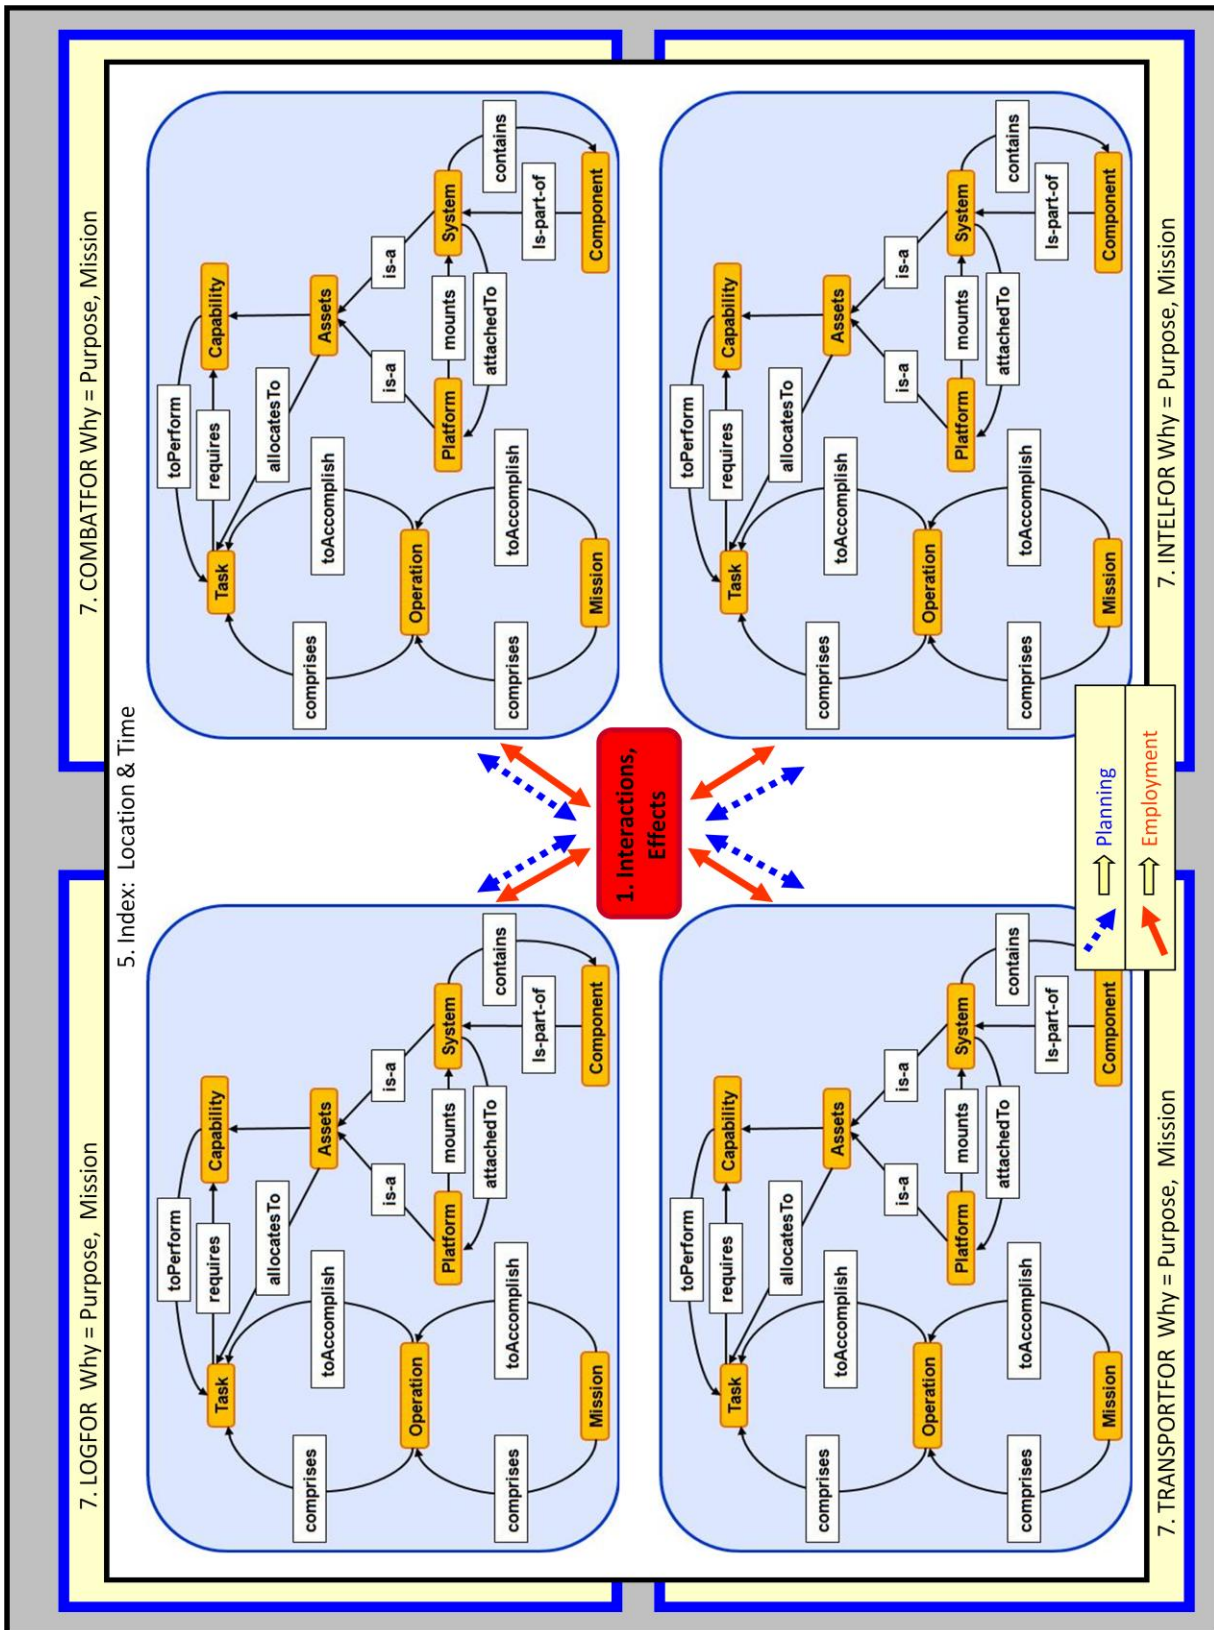 7. LOGFOR Why = Purpose, Mission
7. COMBATFOR Why = Purpose, Mission
5. Index: Location & Time
toPerform
Task
requires
Capability
allocatesTo
comprises
toAccomplish
Assets
is-a
is-a
Operation
Platform
mounts
System
attachedTo
contains
comprises
toAccomplish
Is-part-of
Mission
Component
toPerform
Task
requires
Capability
allocatesTo
comprises
toAccomplish
Assets
is-a
is-a
Operation
Platform
mounts
System
attachedTo
contains
comprises
toAccomplish
Is-part-of
Mission
Component
1. Interactions,
Effects
toPerform
Task
requires
Capability
allocatesTo
comprises
toAccomplish
Assets
is-a
is-a
Operation
Platform
mounts
System
attachedTo
contains
comprises
toAccomplish
Is-part-of
Mission
Component
toPerform
Task
requires
Capability
allocatesTo
comprises
toAccomplish
Assets
is-a
is-a
Operation
Platform
mounts
System
attachedTo
contains
comprises
toAccomplish
Is-part-of
Mission
Component
Planning
Employment
7. TRANSPORTFOR Why = Purpose, Mission
7. INTELFOR Why = Purpose, Mission